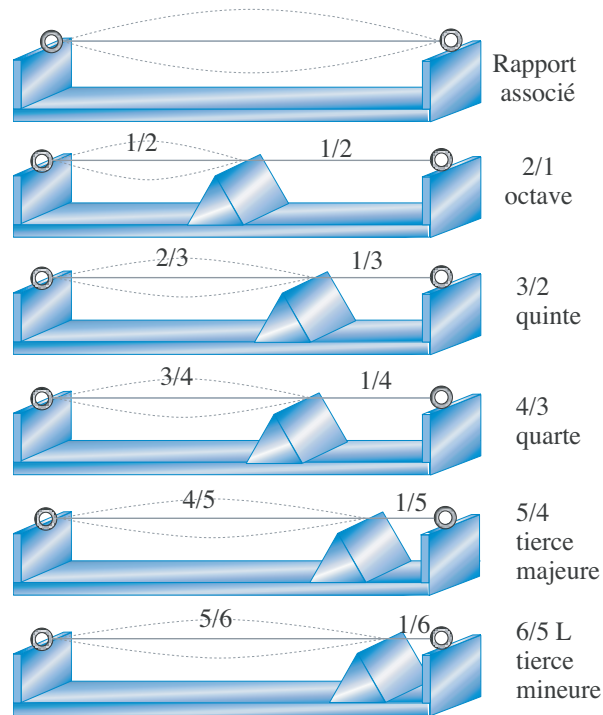 Rapport
associé
1/2 1/2
2/1
octave
2/3 1/3
3/2
quinte
3/4 1/4
4/3
quarte
4/5 1/5
5/4
tierce
majeure
5/6 1/6
6/5 L
tierce
mineure